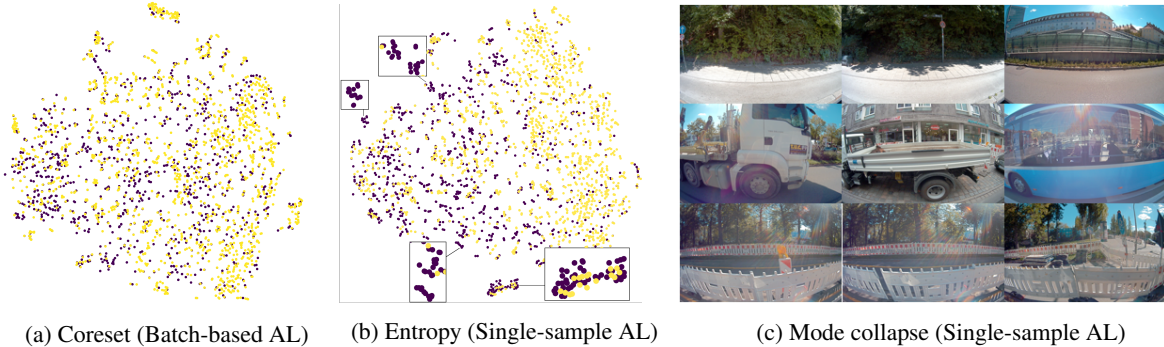 (a) Coreset (Batch-based AL)
(b) Entropy (Single-sample AL)
(c) Mode collapse (Single-sample AL)